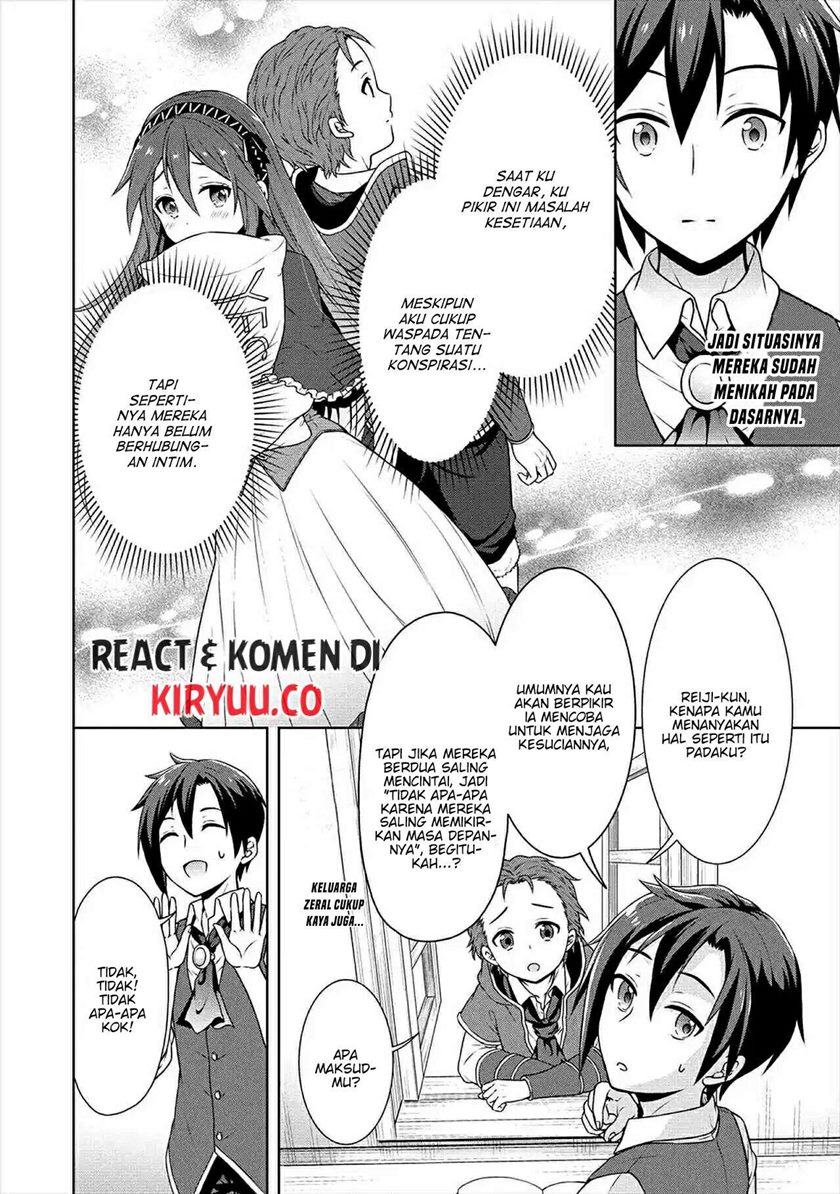 JADI SITUASINYA
MEREKA SUDAH
MENIKAH PADA
DASARNYA.
SAAT KU
DENGAR, KU
PIKIR INI MASALAH
KESETIAAN,
MESKIPUN
AKU CUKUP
WASPADA TEN-
TANG SUATU
KONSPIRASI...
TAPI
SEPERTI-
NYA MEREKA
HANYA BELUM
BERHUBUNG-
AN INTIM.
REACT & KOMEN DI
KIRYUU.CO
REIJI-KUN,
KENAPA KAMU
MENANYAKAN
HAL SEPERTI ITU
PADAKU?
UMUMNYA KAU
AKAN BERPIKIR
IA MENCOBA
UNTUK MENJAGA
KESUCIANNYA,
TAPI JIKA MEREKA
BERDUA SALING
MENCINTAI, JADI
"TIDAK APA-APA
KARENA MEREKA
SALING MEMIKIR-
KAN MASA DEPAN-
NYA", BEGITU-
KAH...?
KELUARGA
ZERAL CUKUP
KAYA JUGA...
APA
MAKSUD-
MU?
TIDAK,
TIDAK!
TIDAK
APA-APA
KOK!